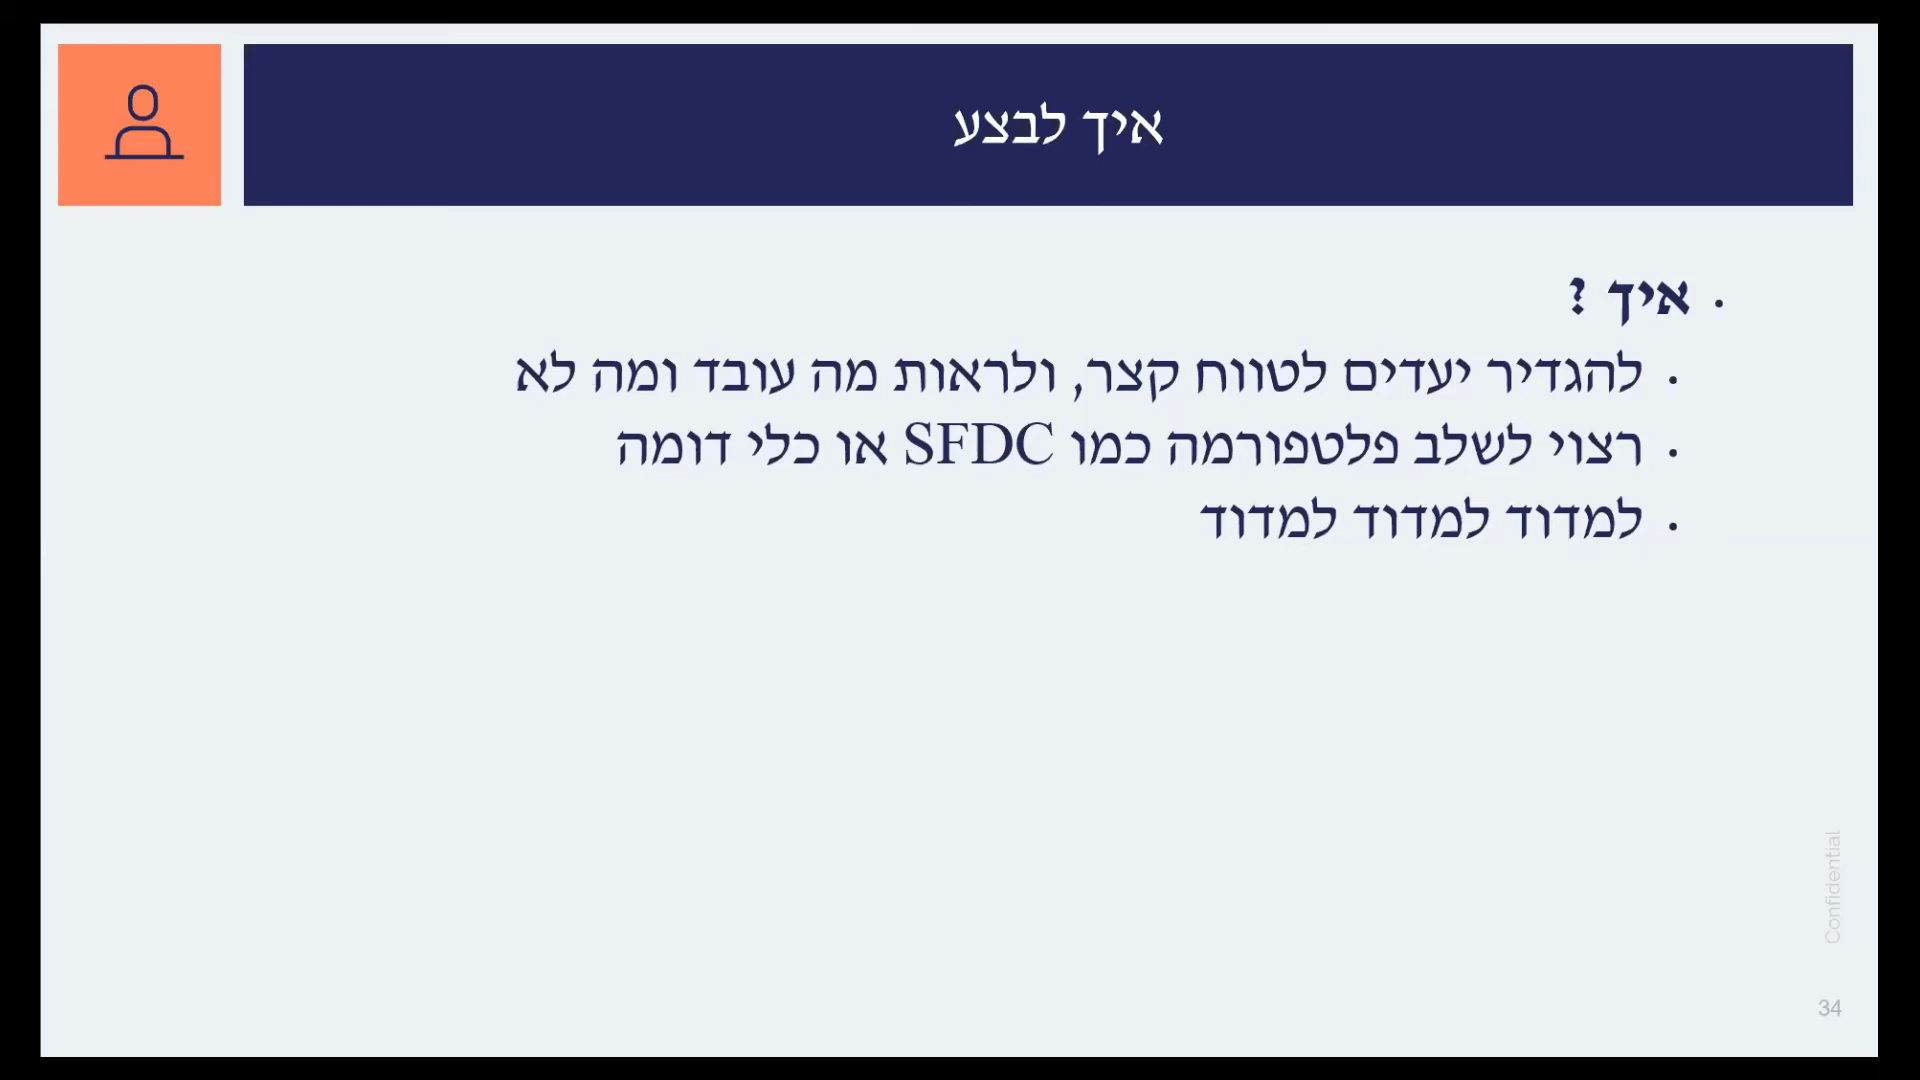 איך לבצע
• איך ?
• להגדיר יעדים לטווח קצר, ולראות מה עובד ומה לא
• רצוי לשלב פלטפורמה כמו SFDC או כלי דומה
• למדוד למדוד למדוד
Confidential
34